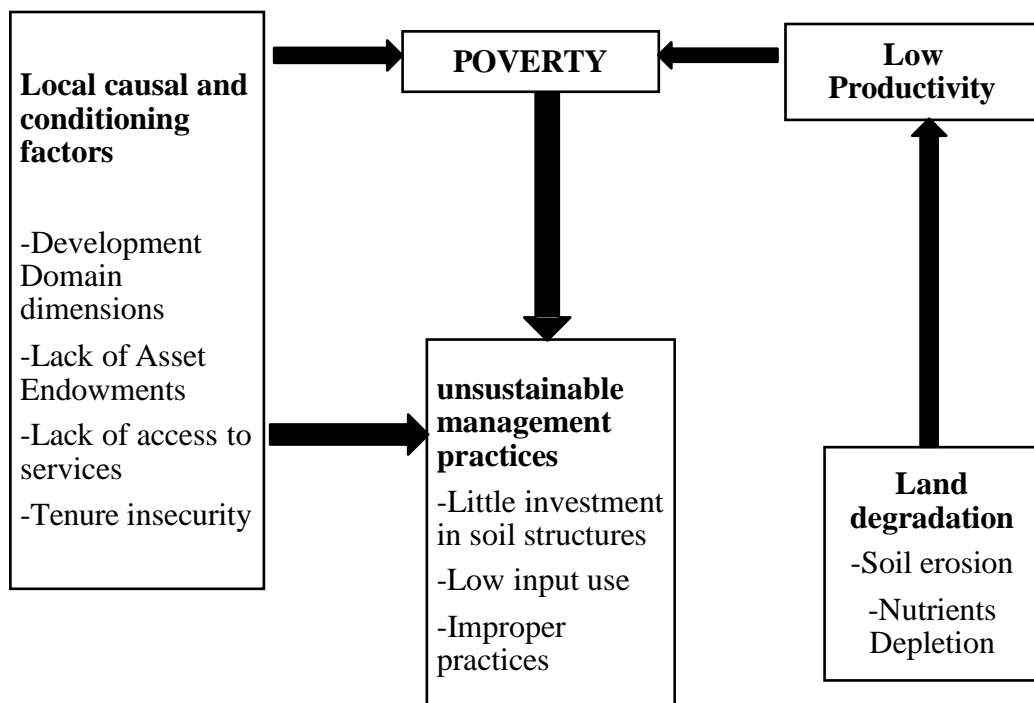 Local causal and
conditioning
factors
-Development
Domain
dimensions
-Lack of Asset
Endowments
-Lack of access to
services
-Tenure insecurity
POVERTY
Low
Productivity
unsustainable
management
practices
-Little investment
in soil structures
-Low input use
-Improper
practices
Land
degradation
-Soil erosion
-Nutrients
Depletion